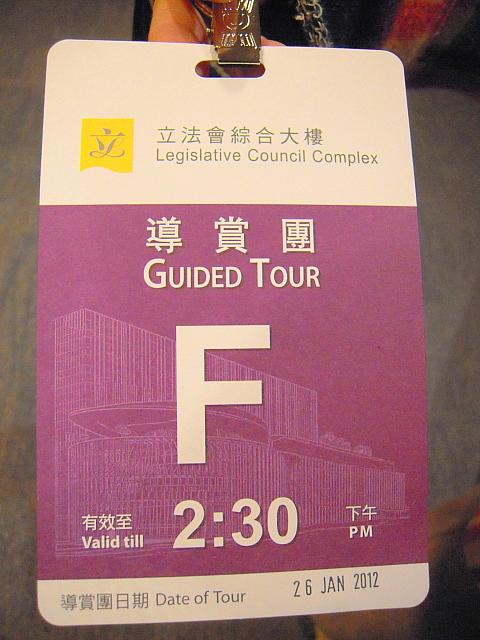 立
立法會綜合大樓
Legislative Council Complex
導賞團
GUIDED TOUR
F
有效至 2:30 下午
Valid till PM
導賞團日期 Date of Tour 26 JAN 2012